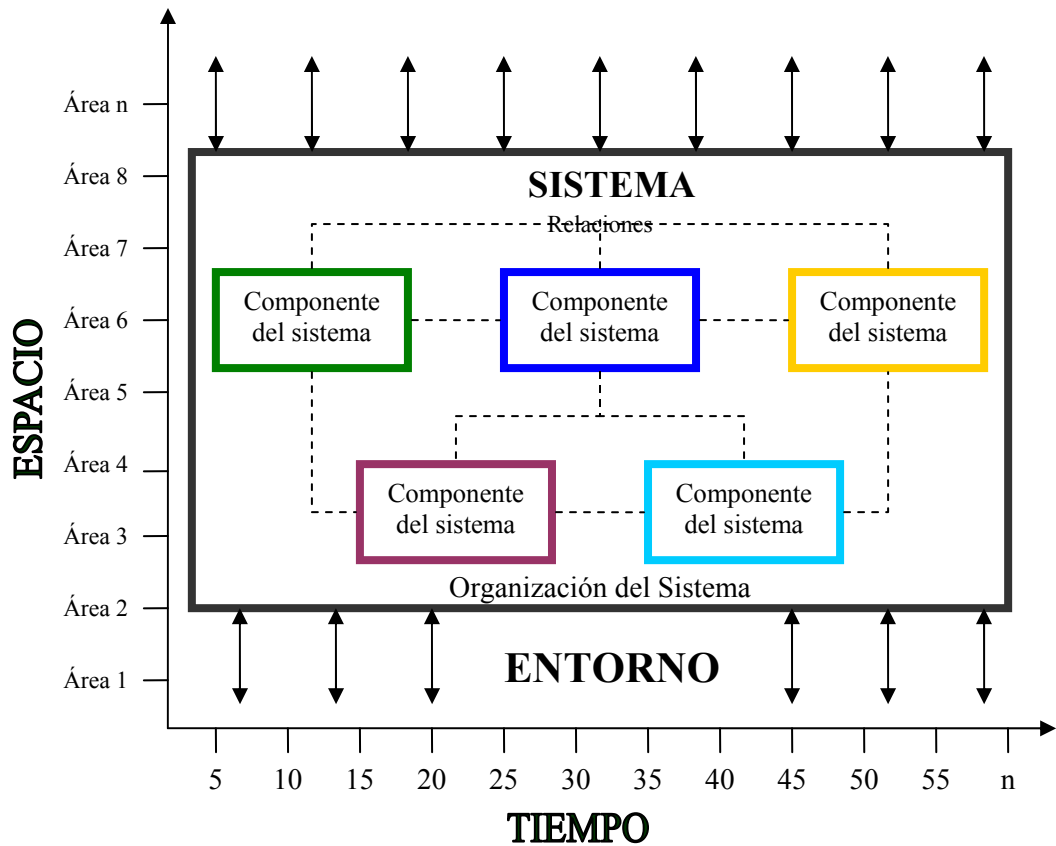 Área n
Área 8
SISTEMA
Relaciones
Área 7
Componente
del sistema
Componente
del sistema
Componente
del sistema
Área 6
ESPACIO
Área 5
Área 4
Componente
del sistema
Componente
del sistema
Área 3
Organización del Sistema
Área 2
ENTORNO
Área 1
5 10 15 20 25 30 35 40 45 50 55 n
TIEMPO